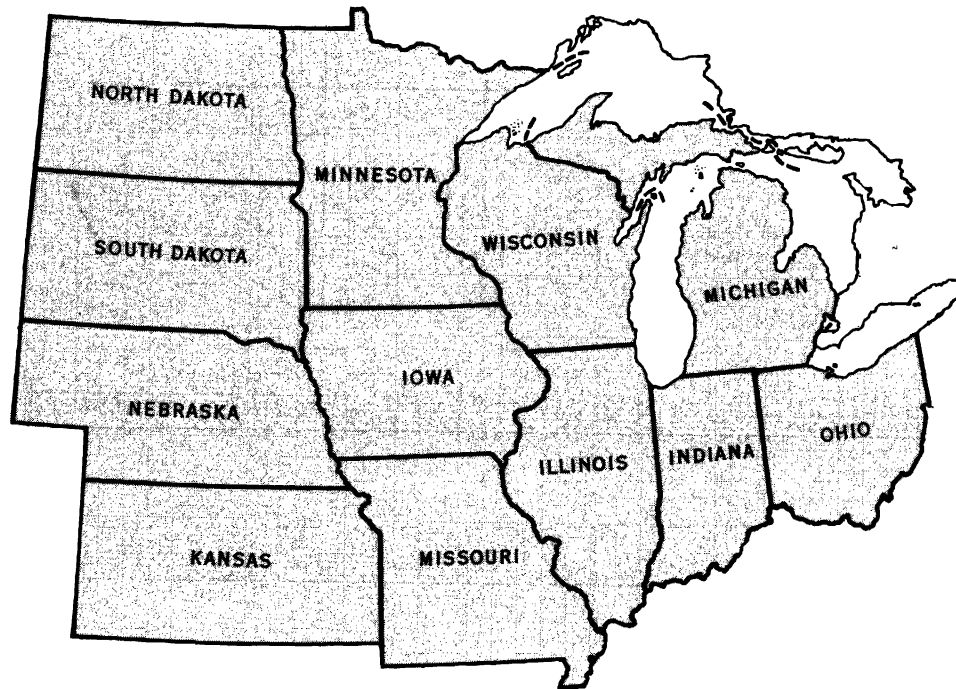 NORTH DAKOTA
MINNESOTA
SOUTH DAKOTA
WISCONSIN
MICHIGAN
IOWA
NEBRASKA
OHIO
ILLINOIS
INDIANA
KANSAS
MISSOURI